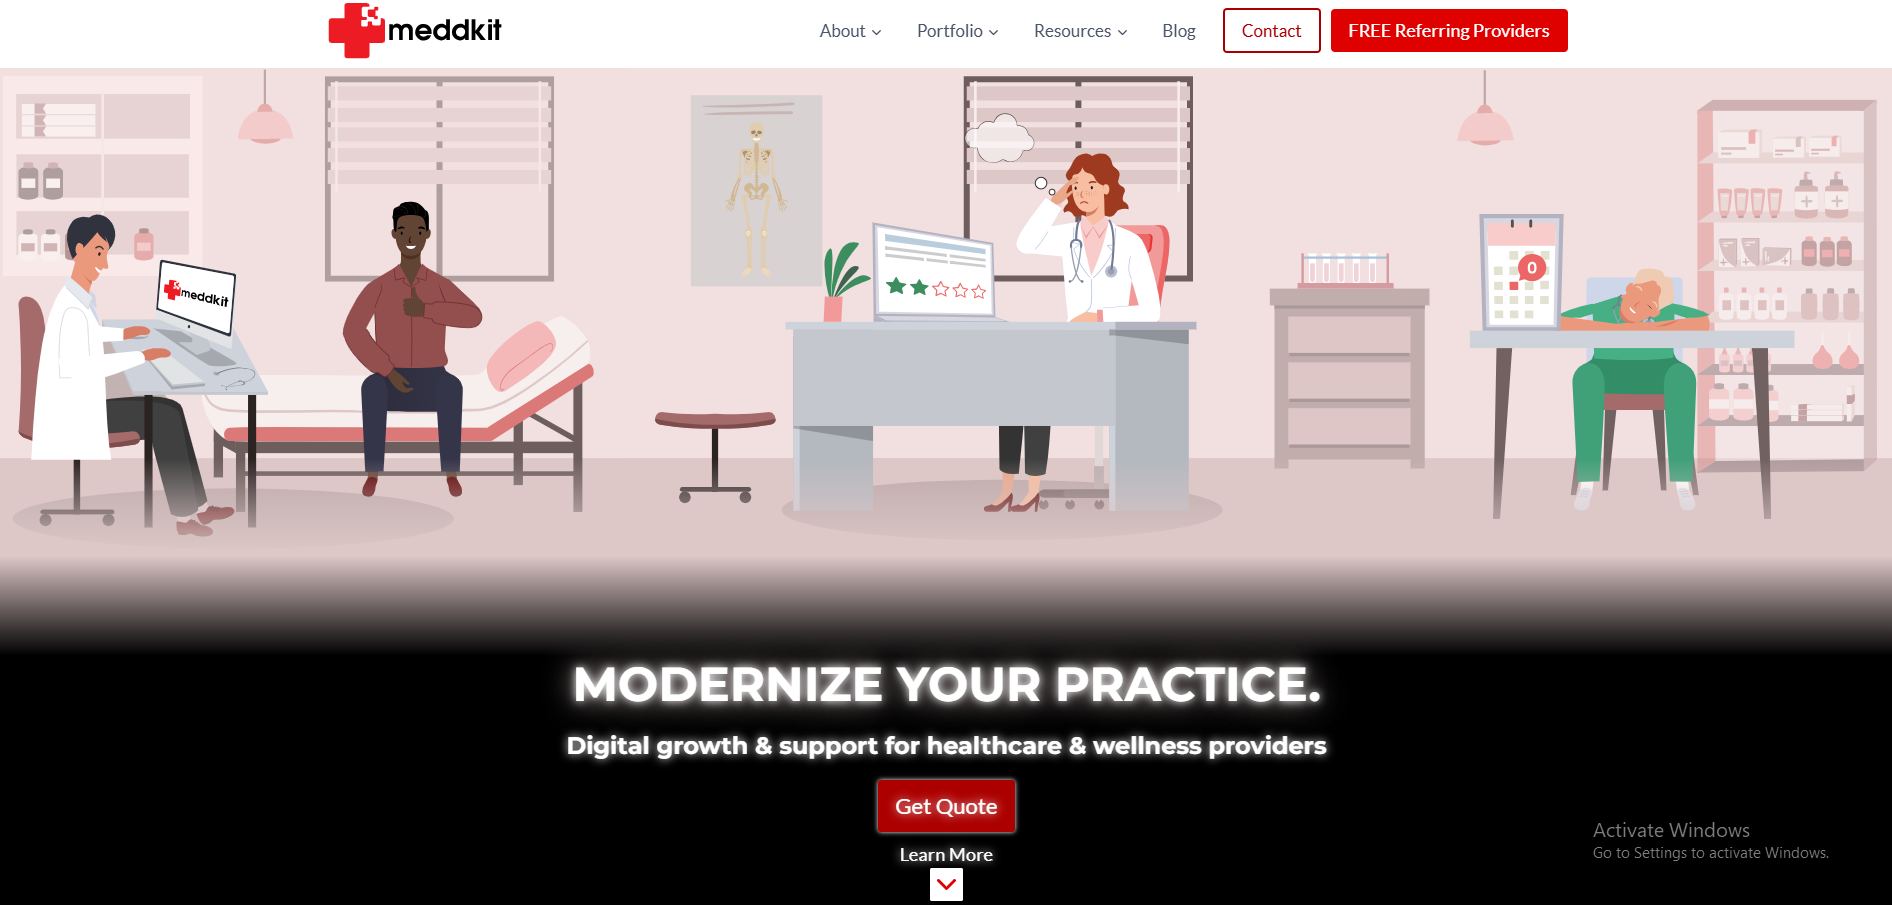 meddkit
About
Portfolio
Resources
Blog
Contact
FREE Referring Providers
meddkit
0
MODERNIZE YOUR PRACTICE.
Digital growth & support for healthcare & wellness providers
Get Quote
Learn More
Activate Windows
Go to Settings to activate Windows.